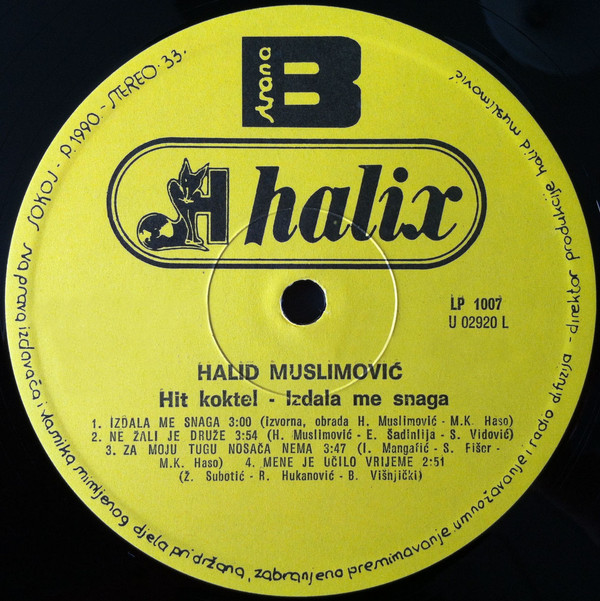 strana B
H halix
LP 1007
U 02920 L
HALID MUSLIMOVIĆ
Hit koktel - Izdala me snaga
1. IZDALA ME SNAGA 3:00 (izvorna, obrada H. Muslimović - M.K. Haso)
2. NE ŽALI JE DRUŽE 3:54 (H. Muslimović - E. Sadinlija - S. Vidović)
3. ZA MOJU TUGU NOSAČA NEMA 3:47 (I. Mangafić - S. Fišer -
M.K. Haso) 4. MENE JE UČILO VRIJEME 2:51
(Ž. Subotić - R. Hukanović - B. Višnjički)
sva prava izdavača i vlasnika snimljenog djela pridržana, zabranjeno presnimavanje umnožavanje i radio difuzija - direktor produkcije halid muslimović
SOKOJ - P. 1990 - STEREO: 33.